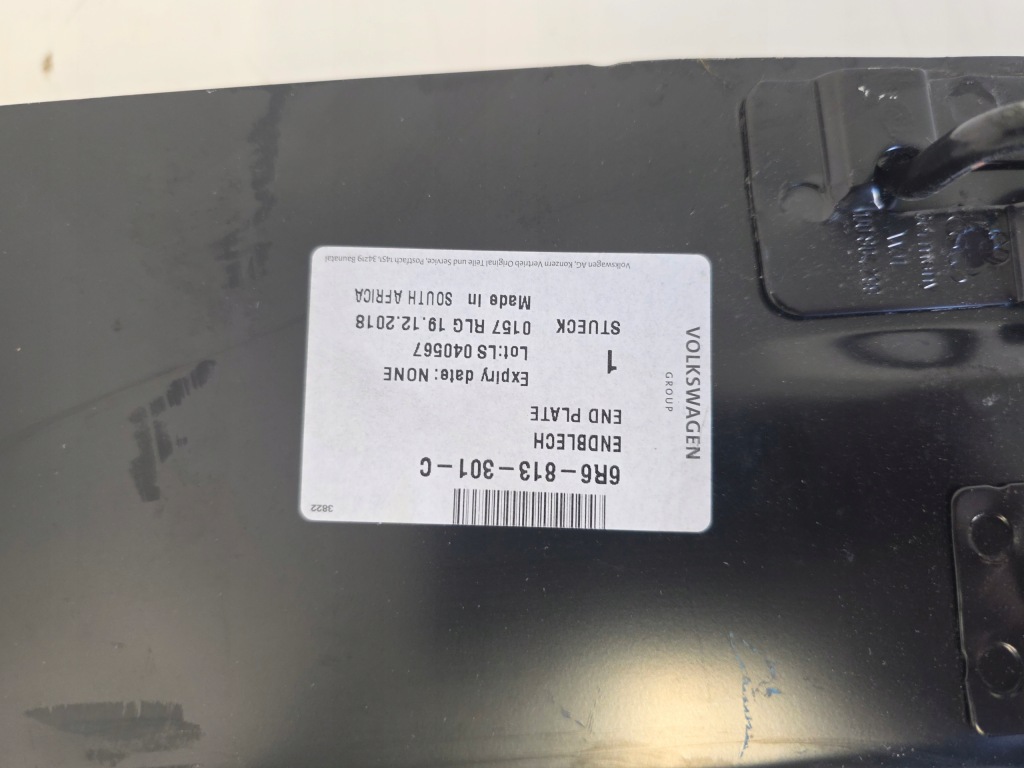 3822
6R6-813-301-C
ENDBLECH
END PLATE
Expiry date: NONE
1
Lot:LS 040567
STUECK 0157 RLG 19.12.2018
Made in SOUTH AFRICA
Volkswagen AG, Konzern Vertrieb Original Teile und Service, Postfach 1451, 34219 Baunatal
VOLKSWAGEN
GROUP